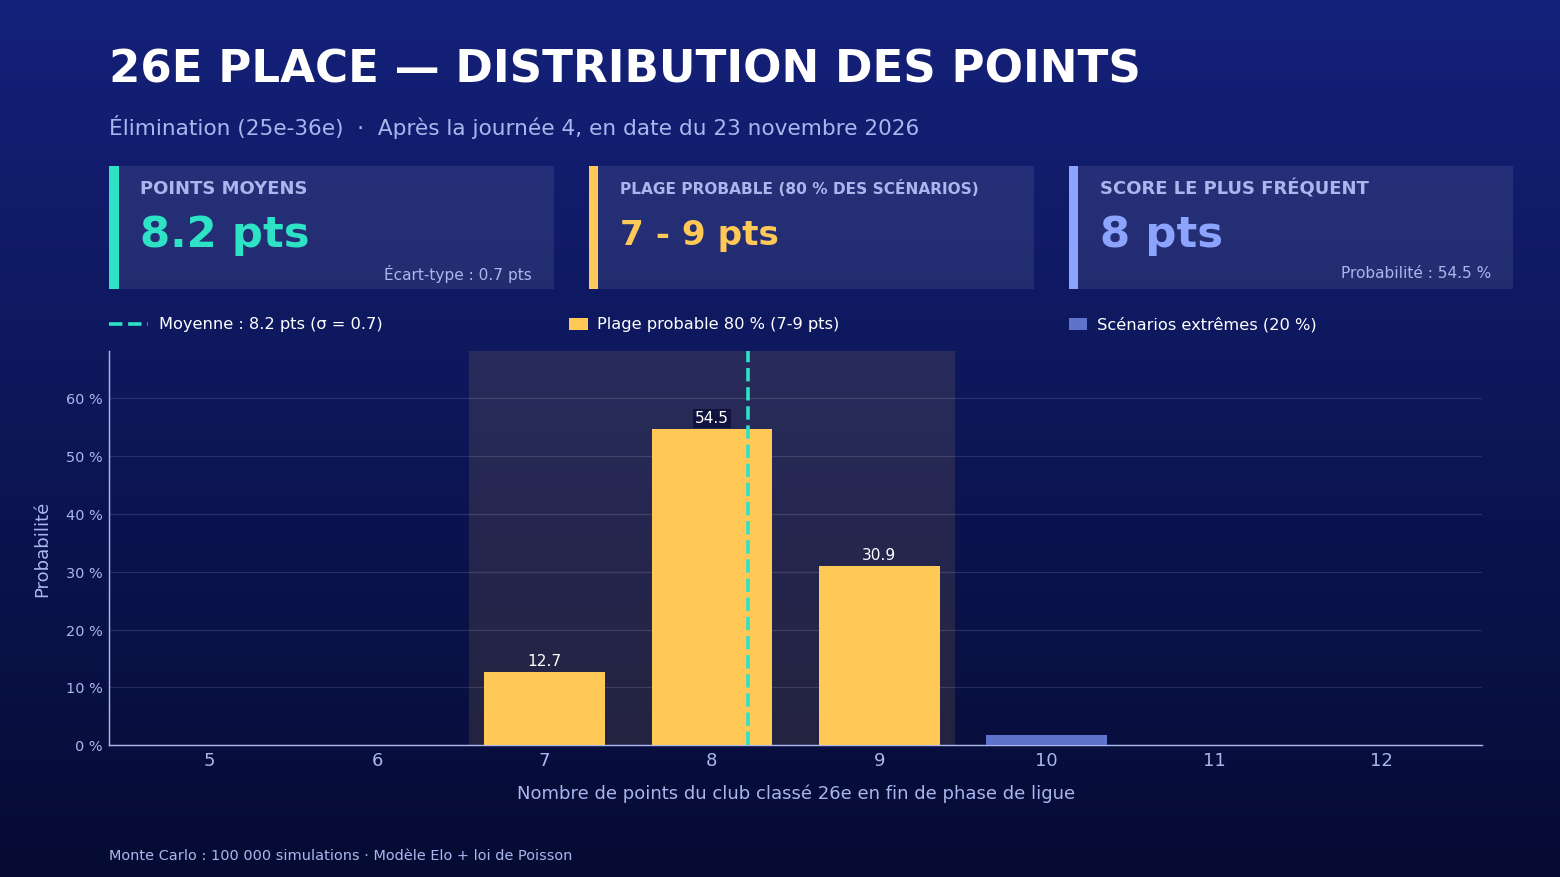 26E PLACE — DISTRIBUTION DES POINTS
Élimination (25e-36e) · Après la journée 4, en date du 23 novembre 2026
POINTS MOYENS
8.2 pts
Écart-type : 0.7 pts
PLAGE PROBABLE (80 % DES SCÉNARIOS)
7 - 9 pts
SCORE LE PLUS FRÉQUENT
8 pts
Probabilité : 54.5 %
Moyenne : 8.2 pts (σ = 0.7)
Plage probable 80 % (7-9 pts)
Scénarios extrêmes (20 %)
Probabilité
60 %
50 %
40 %
30 %
20 %
10 %
0 %
12.7
54.5
30.9
5 6 7 8 9 10 11 12
Nombre de points du club classé 26e en fin de phase de ligue
Monte Carlo : 100 000 simulations · Modèle Elo + loi de Poisson